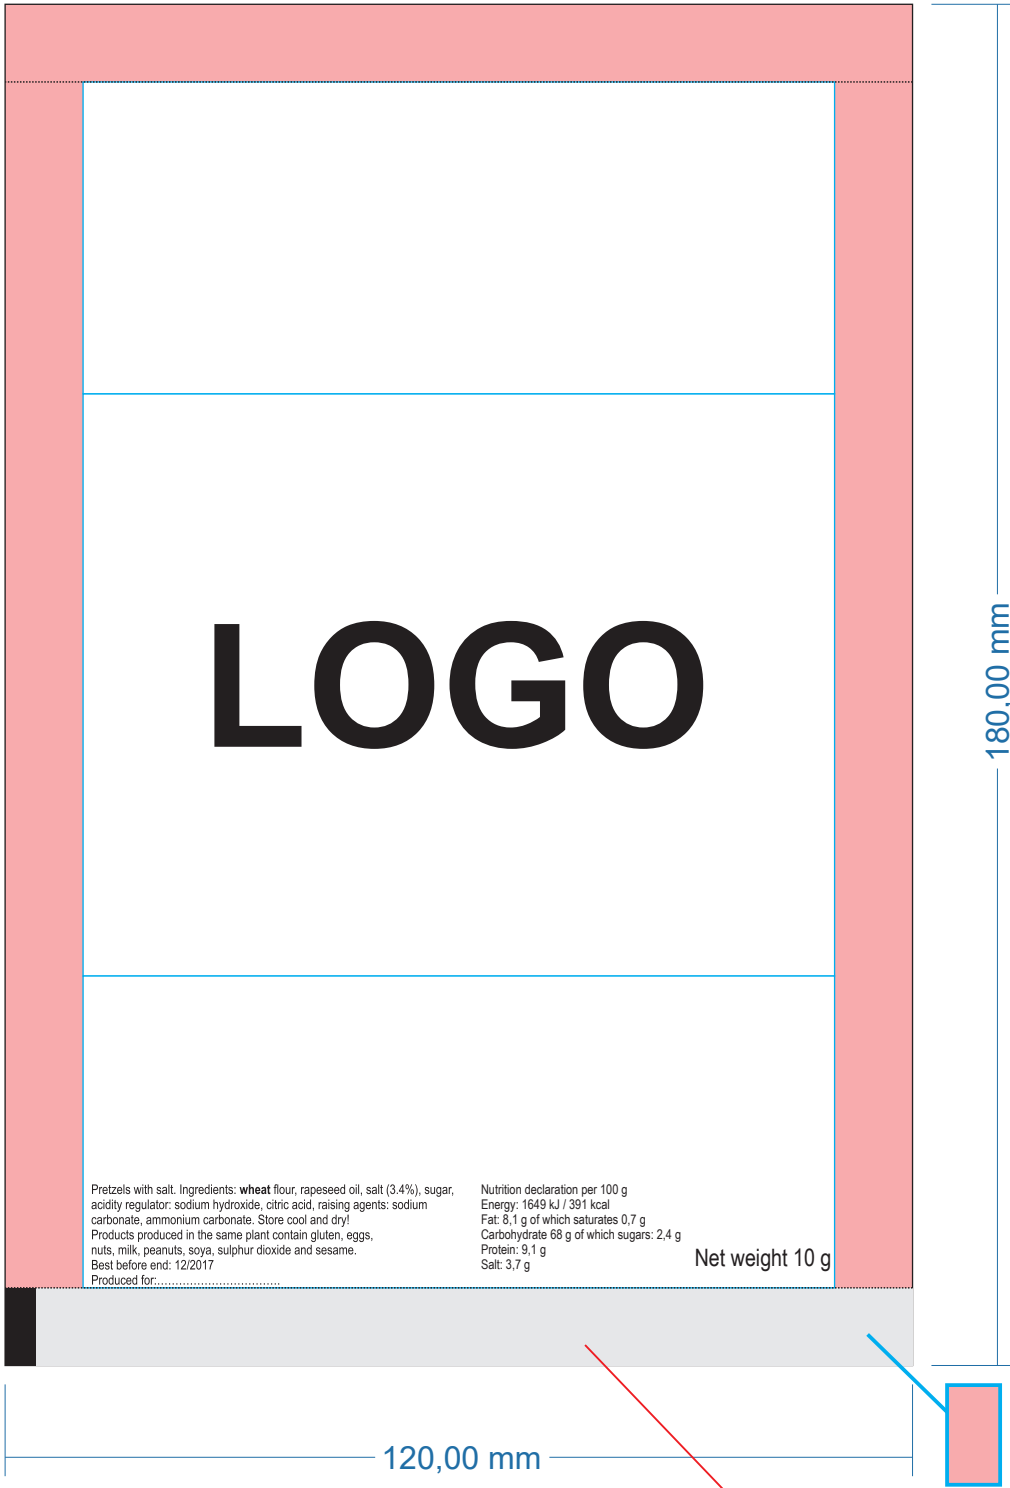 LOGO
180,00 mm
Pretzels with salt. Ingredients: wheat flour, rapeseed oil, salt (3.4%), sugar,
acidity regulator: sodium hydroxide, citric acid, raising agents: sodium
carbonate, ammonium carbonate. Store cool and dry!
Products produced in the same plant contain gluten, eggs,
nuts, milk, peanuts, soya, sulphur dioxide and sesame.
Best before end: 12/2017
Produced for:..................................
Nutrition declaration per 100 g
Energy: 1649 kJ / 391 kcal
Fat: 8,1 g of which saturates 0,7 g
Carbohydrate 68 g of which sugars: 2,4 g
Protein: 9,1 g
Salt: 3,7 g
Net weight 10 g
120,00 mm